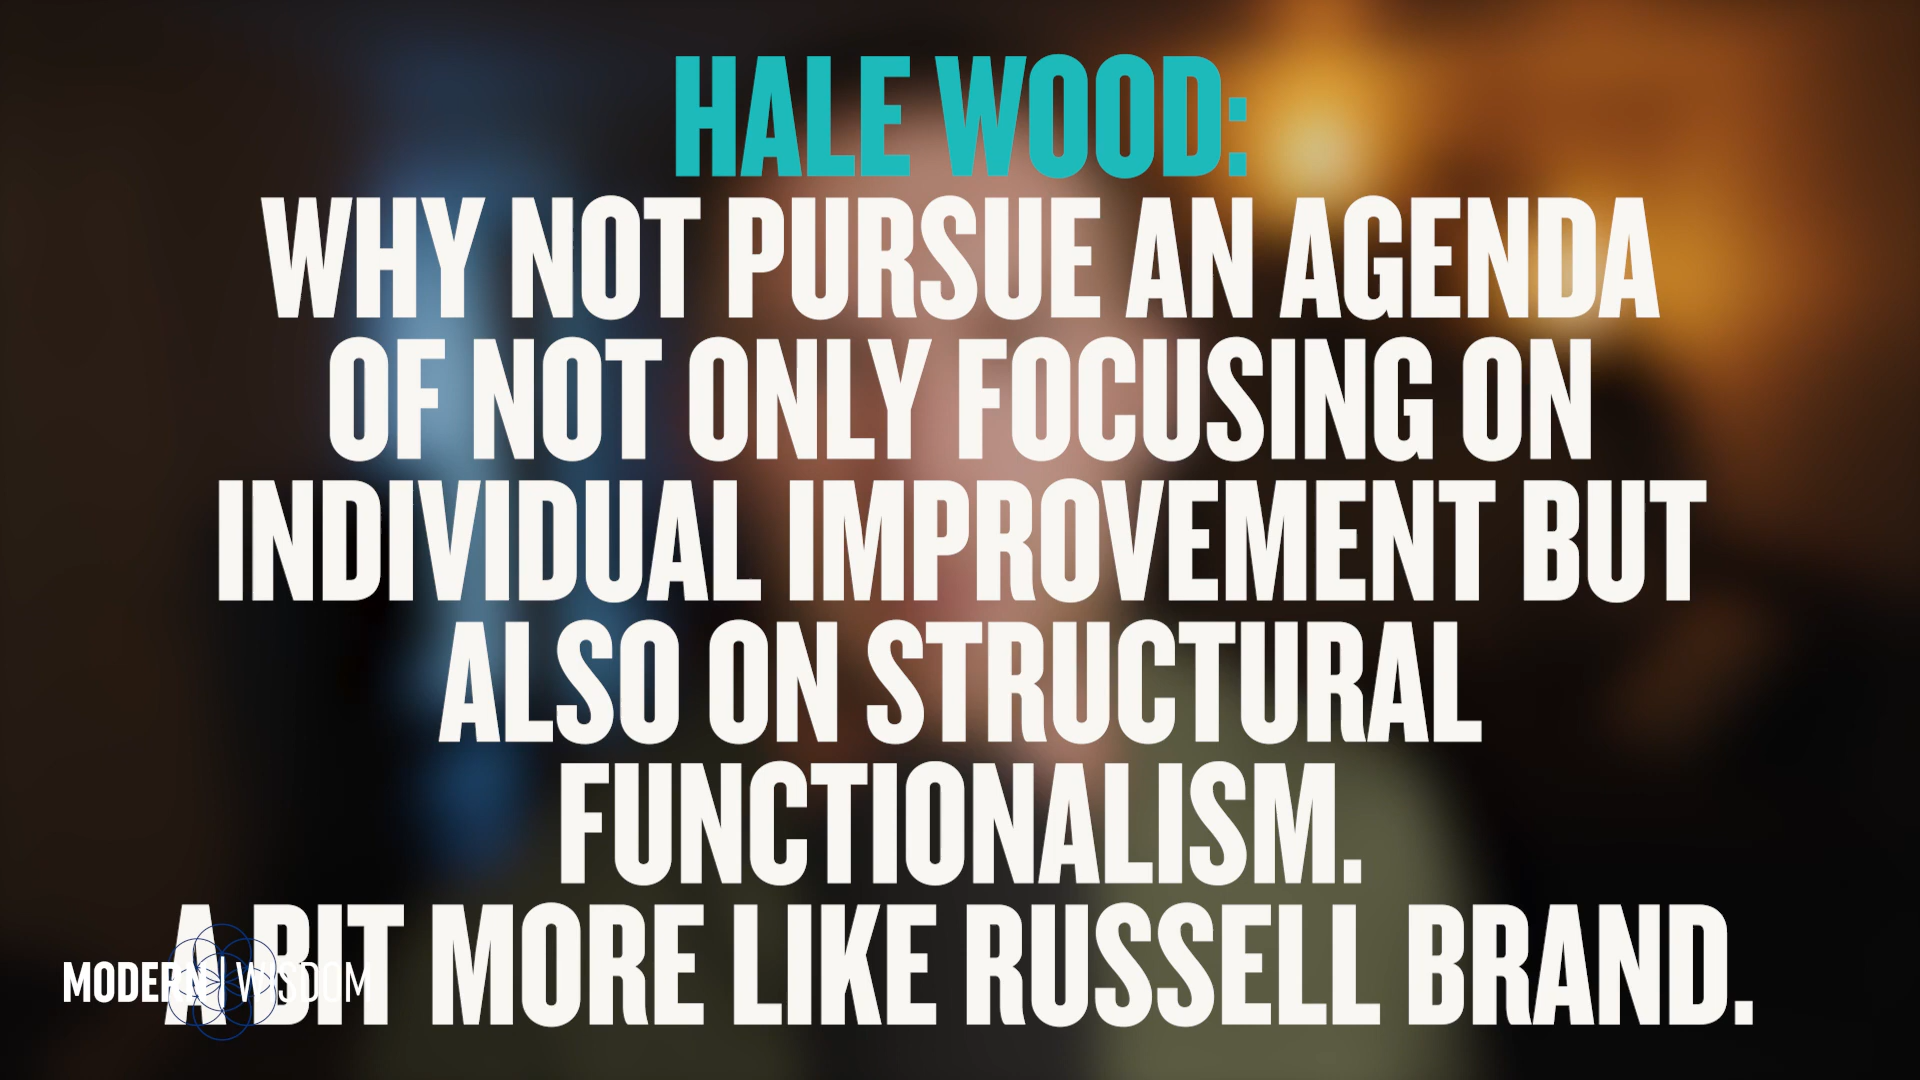 HALE WOOD:
WHY NOT PURSUE AN AGENDA
OF NOT ONLY FOCUSING ON
INDIVIDUAL IMPROVEMENT BUT
ALSO ON STRUCTURAL
FUNCTIONALISM.
A BIT MORE LIKE RUSSELL BRAND.
MODERN WISDOM